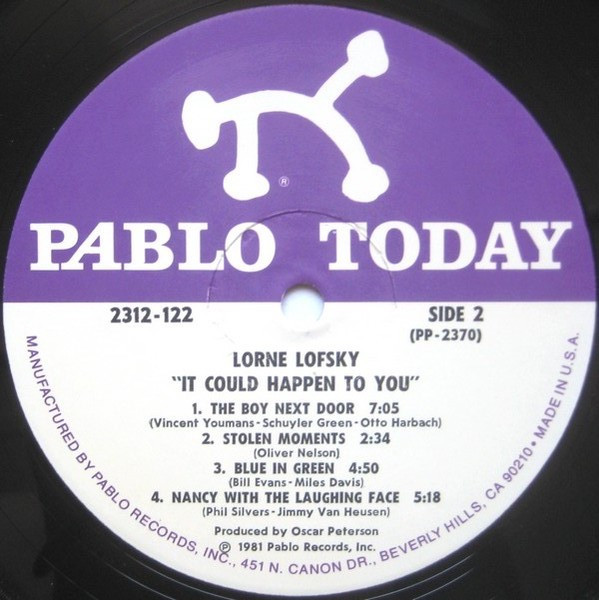 ®
PABLO TODAY
2312-122
SIDE 2
(PP-2370)
LORNE LOFSKY
"IT COULD HAPPEN TO YOU"
1. THE BOY NEXT DOOR 7:05
(Vincent Youmans-Schuyler Green-Otto Harbach)
2. STOLEN MOMENTS 2:34
(Oliver Nelson)
3. BLUE IN GREEN 4:50
(Bill Evans-Miles Davis)
4. NANCY WITH THE LAUGHING FACE 5:18
(Phil Silvers-Jimmy Van Heusen)
Produced by Oscar Peterson
℗ 1981 Pablo Records, Inc.
MANUFACTURED BY PABLO RECORDS, INC., 451 N. CANON DR., BEVERLY HILLS, CA 90210 • MADE IN U.S.A.